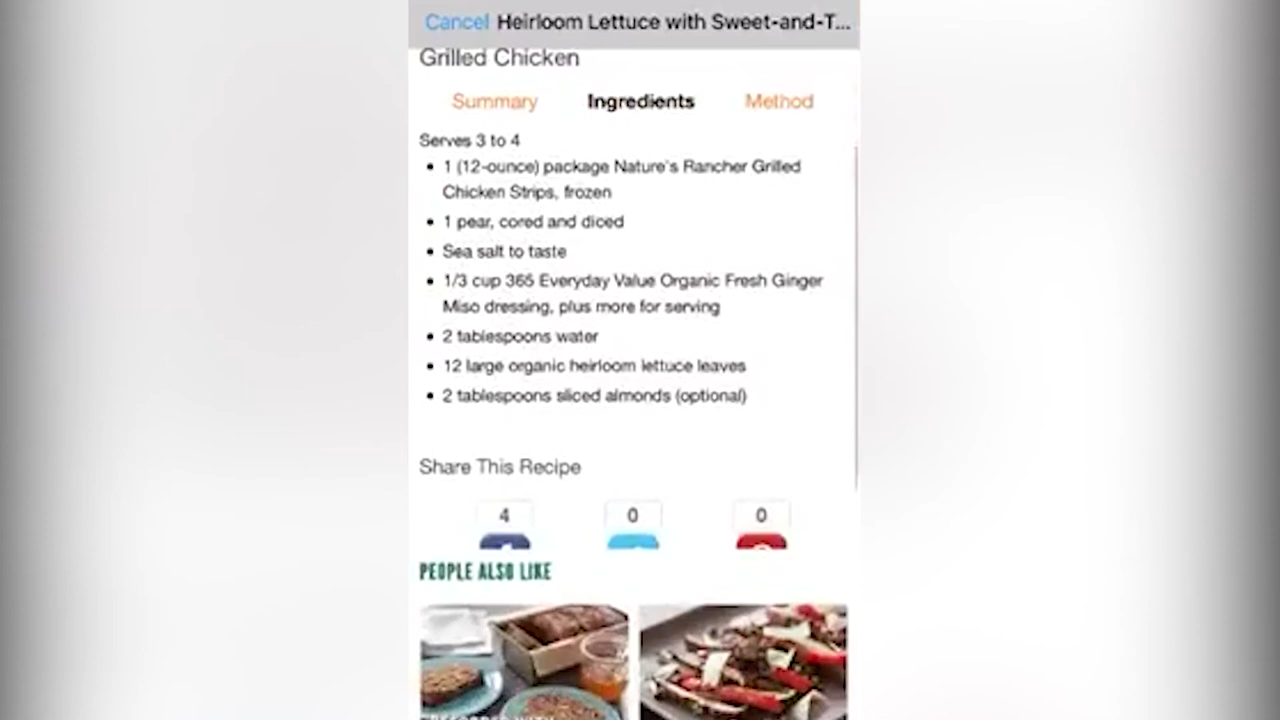 Cancel Heirloom Lettuce with Sweet-and-T...
Grilled Chicken
Summary Ingredients Method
Serves 3 to 4
• 1 (12-ounce) package Nature's Rancher Grilled
Chicken Strips, frozen
• 1 pear, cored and diced
• Sea salt to taste
• 1/3 cup 365 Everyday Value Organic Fresh Ginger
Miso dressing, plus more for serving
• 2 tablespoons water
• 12 large organic heirloom lettuce leaves
• 2 tablespoons sliced almonds (optional)
Share This Recipe
4 0 0
PEOPLE ALSO LIKE